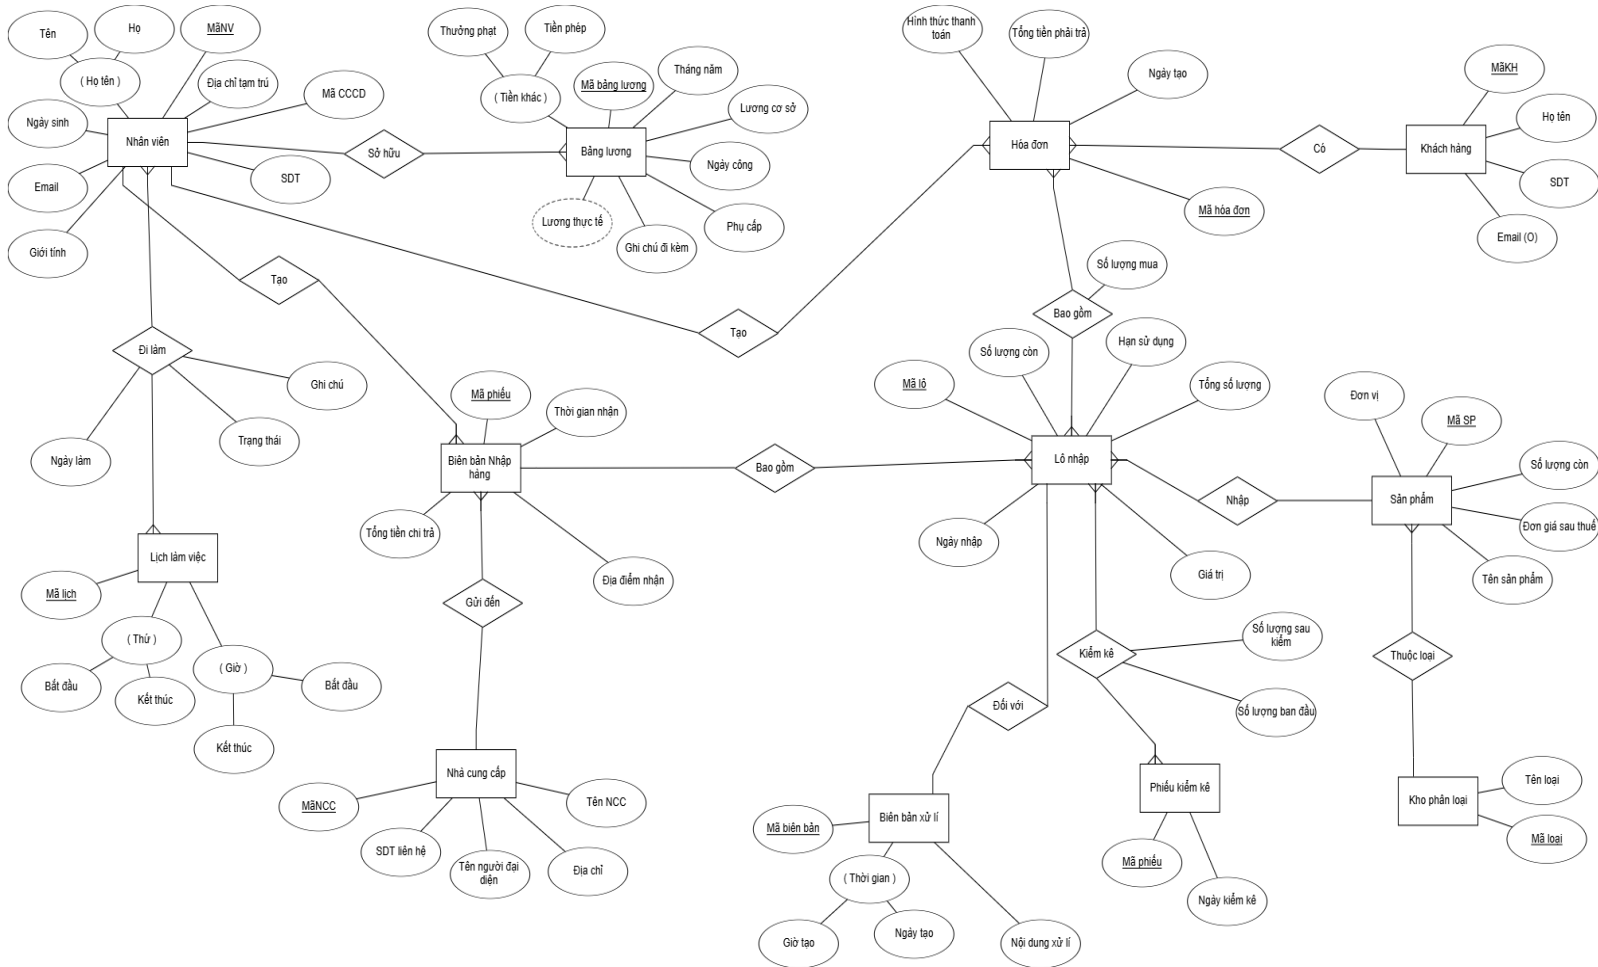 Tên
Họ
MãNV
( Họ tên )
Địa chỉ tạm trú
Mã CCCD
Ngày sinh
Nhân viên
Email
SDT
Giới tính
Sở hữu
Thưởng phạt
Tiền phép
( Tiền khác )
Mã bảng lương
Tháng năm
Lương cơ sở
Bảng lương
Ngày công
Lương thực tế
Phụ cấp
Ghi chú đi kèm
Hình thức thanh
toán
Tổng tiền phải trả
Ngày tạo
Hóa đơn
Mã hóa đơn
Có
MãKH
Họ tên
Khách hàng
SDT
Email (O)
Tạo
Tạo
Số lượng mua
Bao gồm
Đi làm
Ghi chú
Trạng thái
Ngày làm
Mã phiếu
Thời gian nhận
Biên bản Nhập
hàng
Tổng tiền chi trả
Địa điểm nhận
Bao gồm
Số lượng còn
Hạn sử dụng
Mã lô
Tổng số lượng
Lô nhập
Ngày nhập
Giá trị
Nhập
Đơn vị
Mã SP
Số lượng còn
Sản phẩm
Đơn giá sau thuế
Tên sản phẩm
Lịch làm việc
Mã lịch
( Thứ )
Bắt đầu
Kết thúc
( Giờ )
Bắt đầu
Kết thúc
Gửi đến
Nhà cung cấp
MãNCC
Tên NCC
SDT liên hệ
Tên người đại
diện
Địa chỉ
Đối với
Kiểm kê
Số lượng sau
kiểm
Số lượng ban đầu
Thuộc loại
Biên bản xử lí
Mã biên bản
( Thời gian )
Giờ tạo
Ngày tạo
Nội dung xử lí
Phiếu kiểm kê
Mã phiếu
Ngày kiểm kê
Kho phân loại
Tên loại
Mã loại